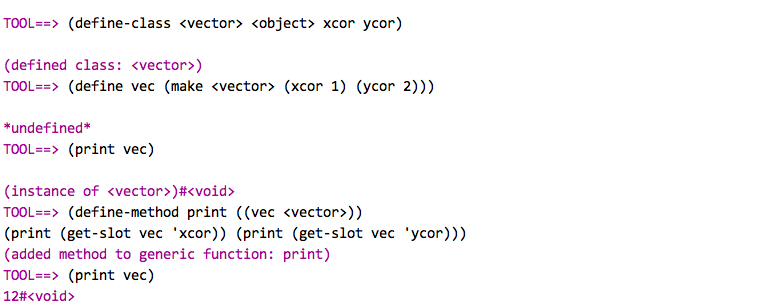 TOOL==> (define-class <vector> <object> xcor ycor)
(defined class: <vector>)
TOOL==> (define vec (make <vector> (xcor 1) (ycor 2)))
*undefined*
TOOL==> (print vec)
(instance of <vector>)#<void>
TOOL==> (define-method print ((vec <vector>))
(print (get-slot vec 'xcor)) (print (get-slot vec 'ycor)))
(added method to generic function: print)
TOOL==> (print vec)
12#<void>